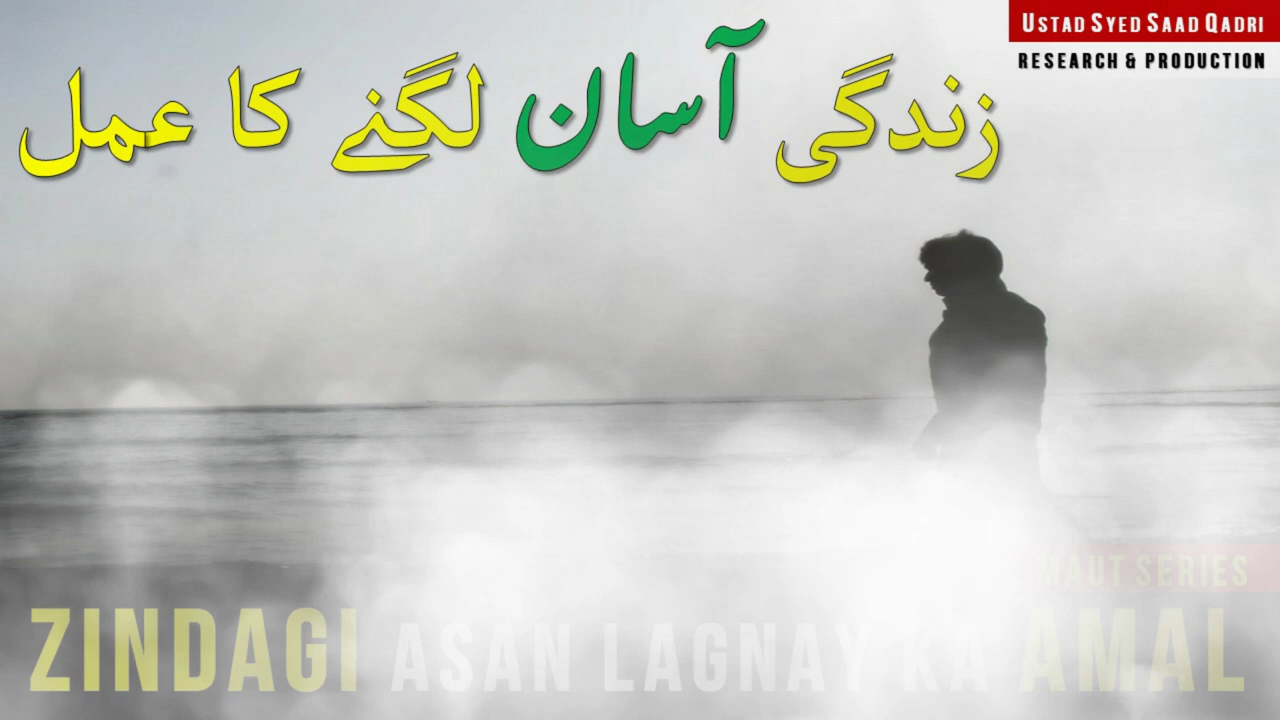 USTAD SYED SAAD QADRI
RESEARCH & PRODUCTION
زندگی آسان لگنے کا عمل
MAUT SERIES
ZINDAGI ASAN LAGNAY KA AMAL